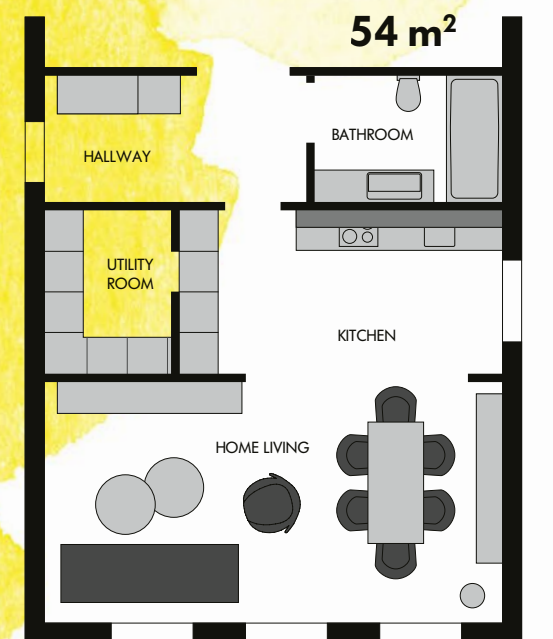 54 m²
BATHROOM
HALLWAY
UTILITY
ROOM
KITCHEN
HOME LIVING